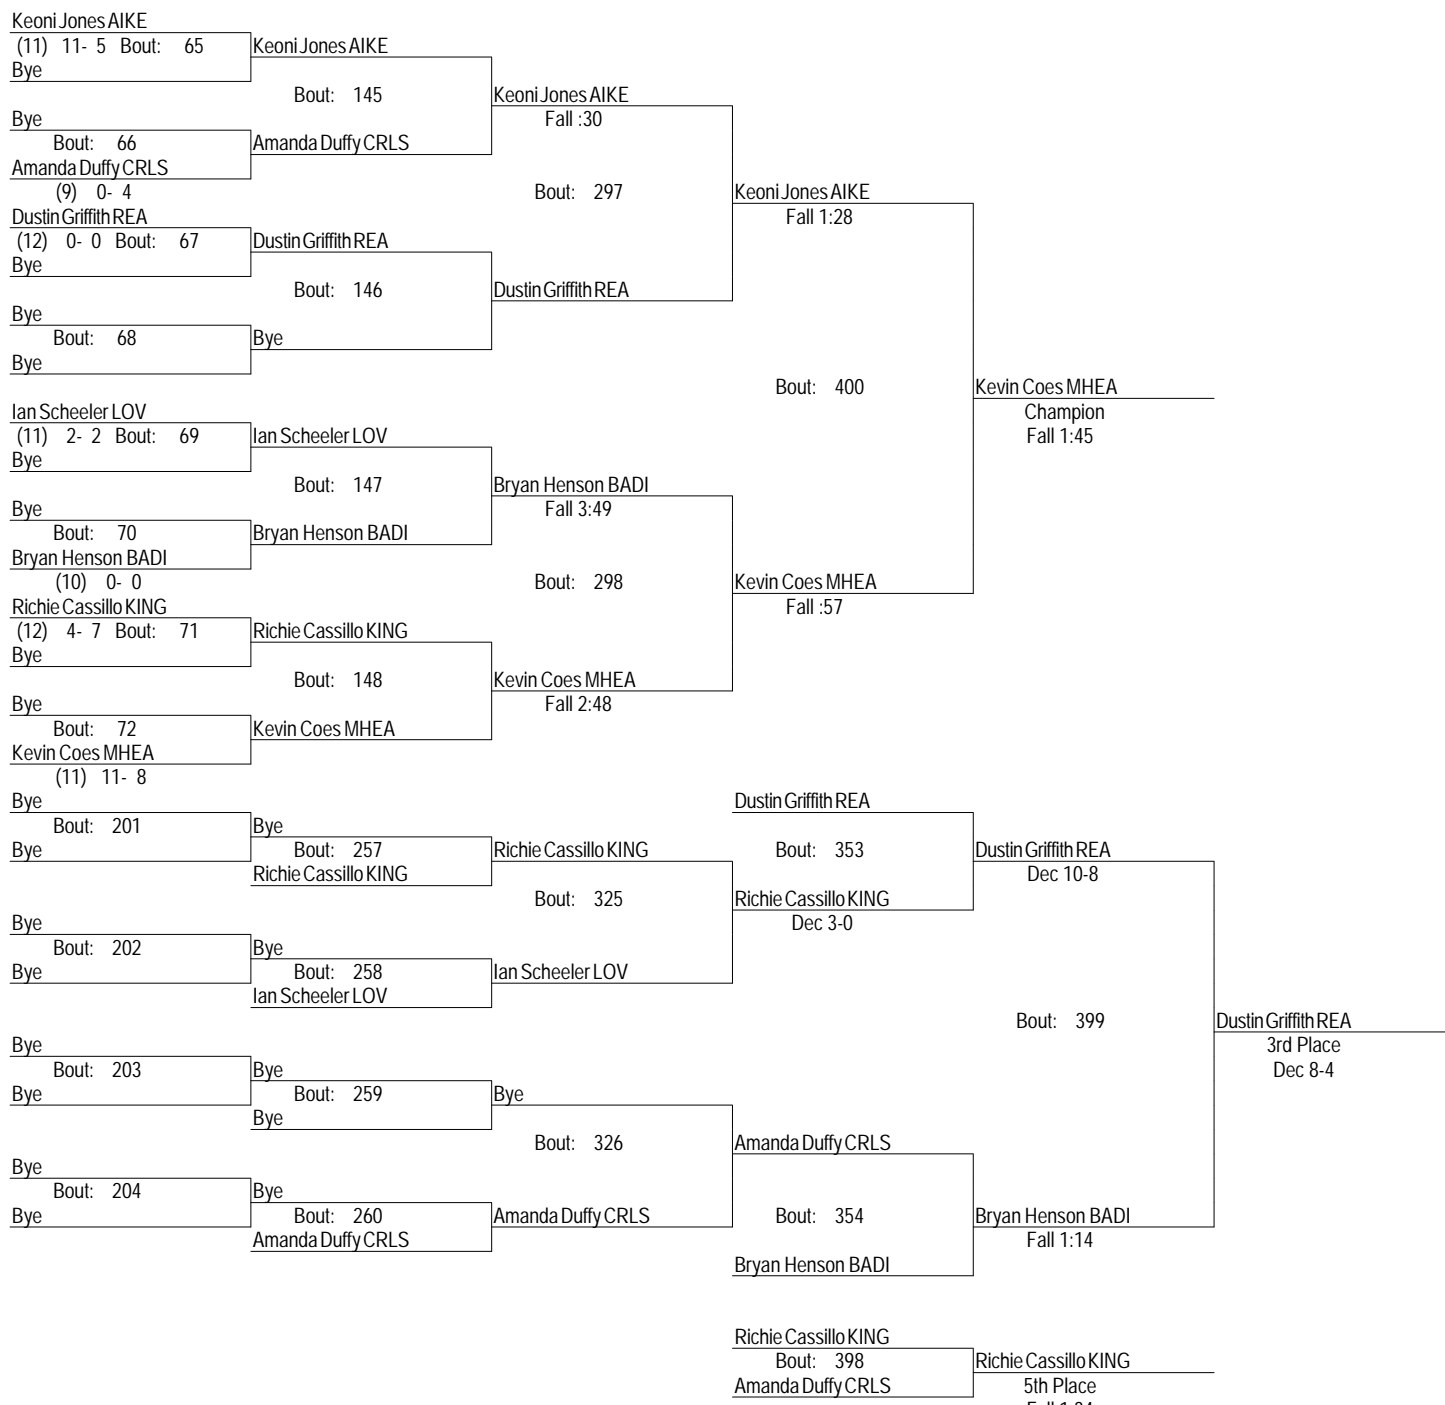 Keoni Jones AIKE
(11) 11- 5 Bout: 65 Keoni Jones AIKE
Bye
Bout: 145 Keoni Jones AIKE
Bye Fall :30
Bout: 66 Amanda Duffy CRLS
Amanda Duffy CRLS
(9) 0- 4 Bout: 297 Keoni Jones AIKE
Dustin Griffith REA Fall 1:28
(12) 0- 0 Bout: 67 Dustin Griffith REA
Bye
Bout: 146 Dustin Griffith REA
Bye
Bout: 68 Bye
Bye
Bout: 400 Kevin Coes MHEA
Ian Scheeler LOV Champion
(11) 2- 2 Bout: 69 Ian Scheeler LOV Fall 1:45
Bye
Bout: 147 Bryan Henson BADI
Bye Fall 3:49
Bout: 70 Bryan Henson BADI
Bryan Henson BADI
(10) 0- 0 Bout: 298 Kevin Coes MHEA
Richie Cassillo KING Fall :57
(12) 4- 7 Bout: 71 Richie Cassillo KING
Bye
Bout: 148 Kevin Coes MHEA
Bye Fall 2:48
Bout: 72 Kevin Coes MHEA
Kevin Coes MHEA
(11) 11- 8
Bye Dustin Griffith REA
Bout: 201 Bye
Bye Bout: 257 Richie Cassillo KING Bout: 353 Dustin Griffith REA
Richie Cassillo KING Dec 10-8
Bout: 325 Richie Cassillo KING
Bye Dec 3-0
Bout: 202 Bye
Bye Bout: 258 Ian Scheeler LOV
Ian Scheeler LOV
Bout: 399 Dustin Griffith REA
Bye 3rd Place
Bout: 203 Bye Dec 8-4
Bye Bout: 259 Bye
Bye
Bout: 326 Amanda Duffy CRLS
Bye
Bout: 204 Bye
Bye Bout: 260 Amanda Duffy CRLS Bout: 354 Bryan Henson BADI
Amanda Duffy CRLS Fall 1:14
Bryan Henson BADI
Richie Cassillo KING
Bout: 398 Richie Cassillo KING
Amanda Duffy CRLS 5th Place